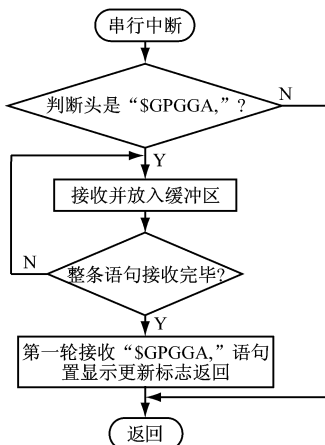 串行中断
判断头是“$GPGGA,”?
N
Y
接收并放入缓冲区
N
整条语句接收完毕?
Y
第一轮接收“$GPGGA,”语句
置显示更新标志返回
返回